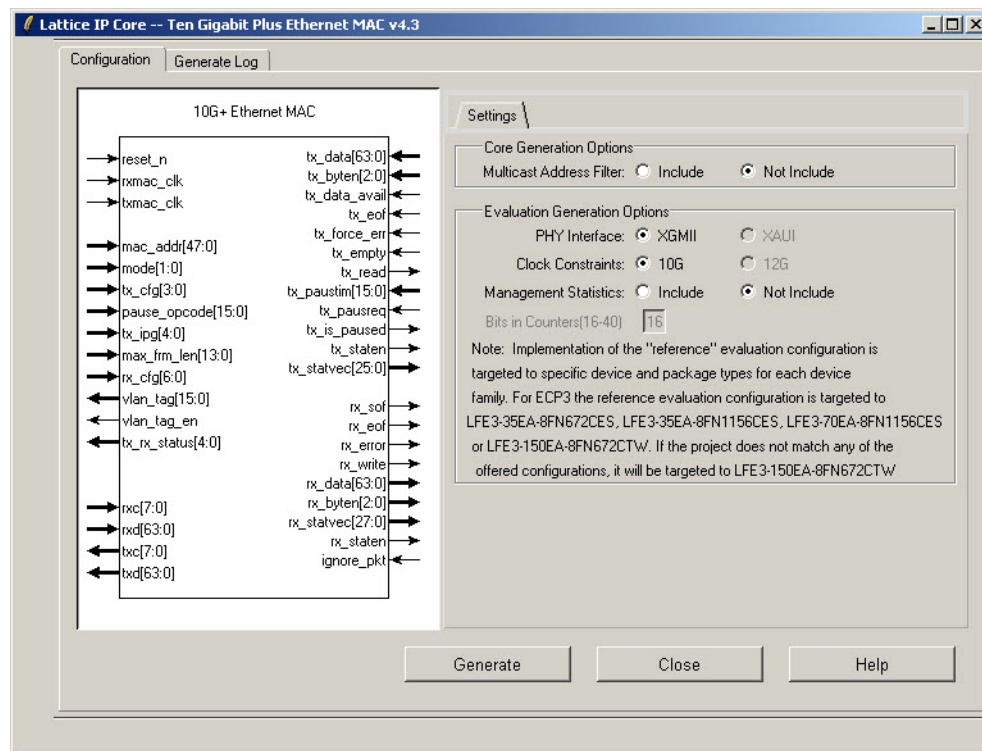 Lattice IP Core -- Ten Gigabit Plus Ethernet MAC v4.3
Configuration
Generate Log
10G+ Ethernet MAC
reset_n
rxmac_clk
txmac_clk
mac_addr[47:0]
mode[1:0]
tx_cfg[3:0]
pause_opcode[15:0]
tx_ipg[4:0]
max_frm_len[13:0]
rx_cfg[6:0]
vlan_tag[15:0]
vlan_tag_en
tx_rx_status[4:0]
rxc[7:0]
rxd[63:0]
txc[7:0]
txd[63:0]
tx_data[63:0]
tx_byten[2:0]
tx_data_avail
tx_eof
tx_force_err
tx_empty
tx_read
tx_paustim[15:0]
tx_pausreq
tx_is_paused
tx_staten
tx_statvec[25:0]
rx_sof
rx_eof
rx_error
rx_write
rx_data[63:0]
rx_byten[2:0]
rx_statvec[27:0]
rx_staten
ignore_pkt
Settings
Core Generation Options
Multicast Address Filter: Include Not Include
Evaluation Generation Options
PHY Interface: XGMII XAUI
Clock Constraints: 10G 12G
Management Statistics: Include Not Include
Bits in Counters(16-40) 16
Note: Implementation of the "reference" evaluation configuration is
targeted to specific device and package types for each device
family. For ECP3 the reference evaluation configuration is targeted to
LFE3-35EA-8FN672CES, LFE3-35EA-8FN1156CES, LFE3-70EA-8FN1156CES
or LFE3-150EA-8FN672CTW. If the project does not match any of the
offered configurations, it will be targeted to LFE3-150EA-8FN672CTW
Generate
Close
Help